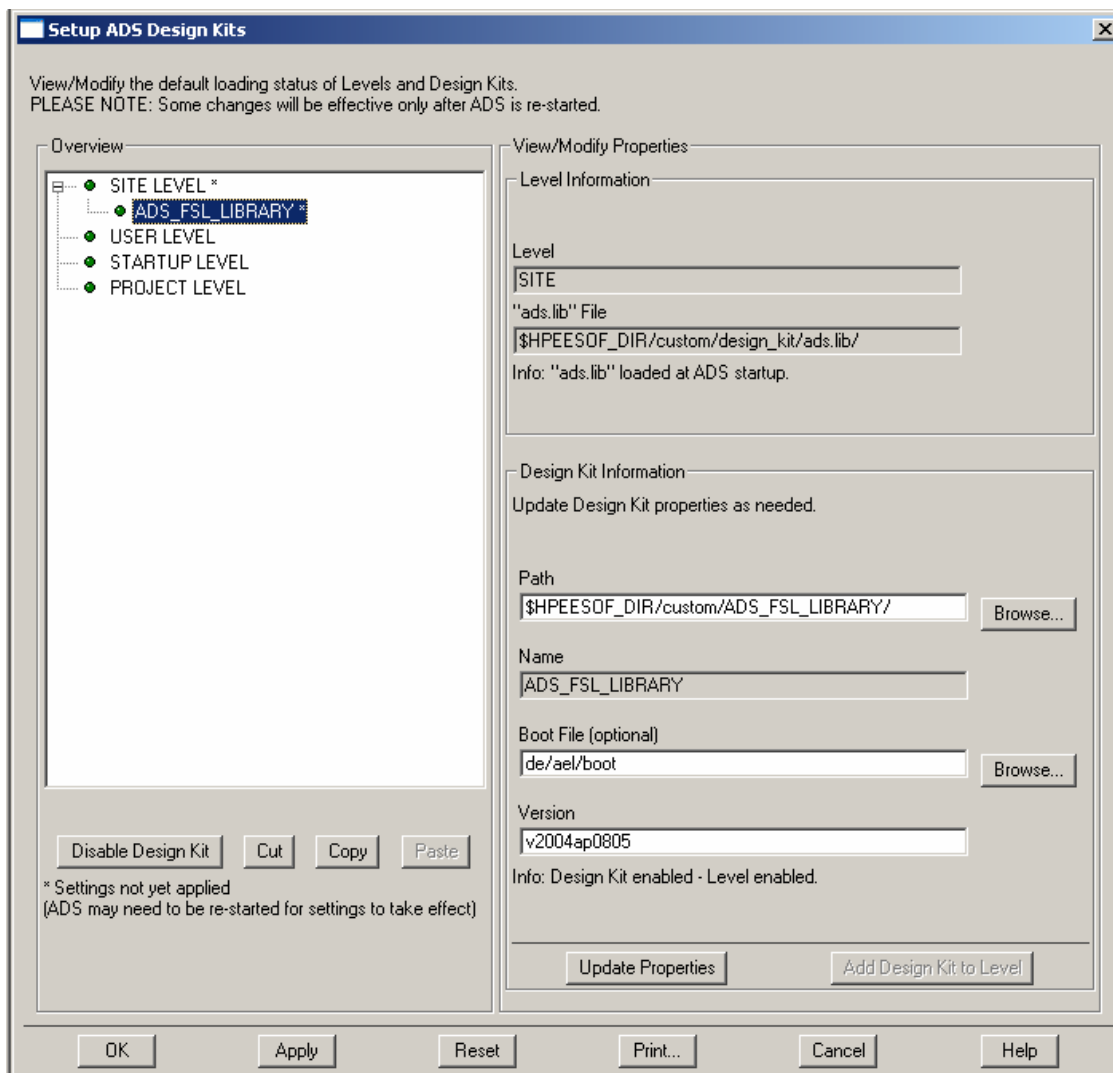 Setup ADS Design Kits
View/Modify the default loading status of Levels and Design Kits.
PLEASE NOTE: Some changes will be effective only after ADS is re-started.
Overview
SITE LEVEL *
ADS_FSL_LIBRARY *
USER LEVEL
STARTUP LEVEL
PROJECT LEVEL
Disable Design Kit
Cut
Copy
Paste
* Settings not yet applied
(ADS may need to be re-started for settings to take effect)
View/Modify Properties
Level Information
Level
SITE
"ads.lib" File
$HPEESOF_DIR/custom/design_kit/ads.lib/
Info: "ads.lib" loaded at ADS startup.
Design Kit Information
Update Design Kit properties as needed.
Path
$HPEESOF_DIR/custom/ADS_FSL_LIBRARY/
Browse...
Name
ADS_FSL_LIBRARY
Boot File (optional)
de/ael/boot
Browse...
Version
v2004ap0805
Info: Design Kit enabled - Level enabled.
Update Properties
Add Design Kit to Level
OK
Apply
Reset
Print...
Cancel
Help